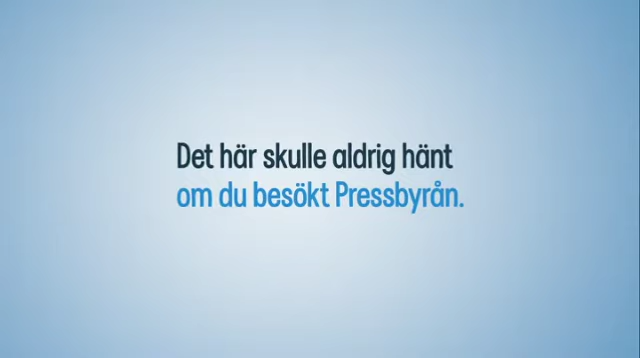 Det här skulle aldrig hänt
om du besökt Pressbyrån.